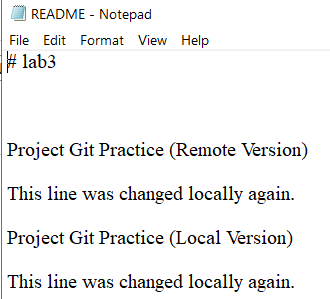 README - Notepad
File Edit Format View Help
# lab3
Project Git Practice (Remote Version)
This line was changed locally again.
Project Git Practice (Local Version)
This line was changed locally again.